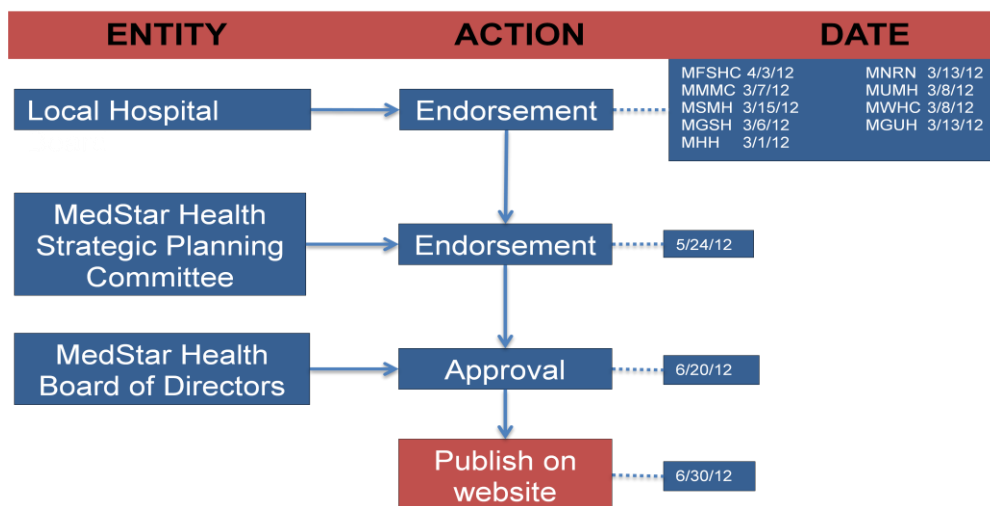 ENTITY ACTION DATE
Local Hospital
Endorsement
MFSHC 4/3/12 MNRN 3/13/12
MMMC 3/7/12 MUMH 3/8/12
MSMH 3/15/12 MWHC 3/8/12
MGSH 3/6/12 MGUH 3/13/12
MHH 3/1/12
MedStar Health
Strategic Planning
Committee
Endorsement
5/24/12
MedStar Health
Board of Directors
Approval
6/20/12
Publish on
website
6/30/12